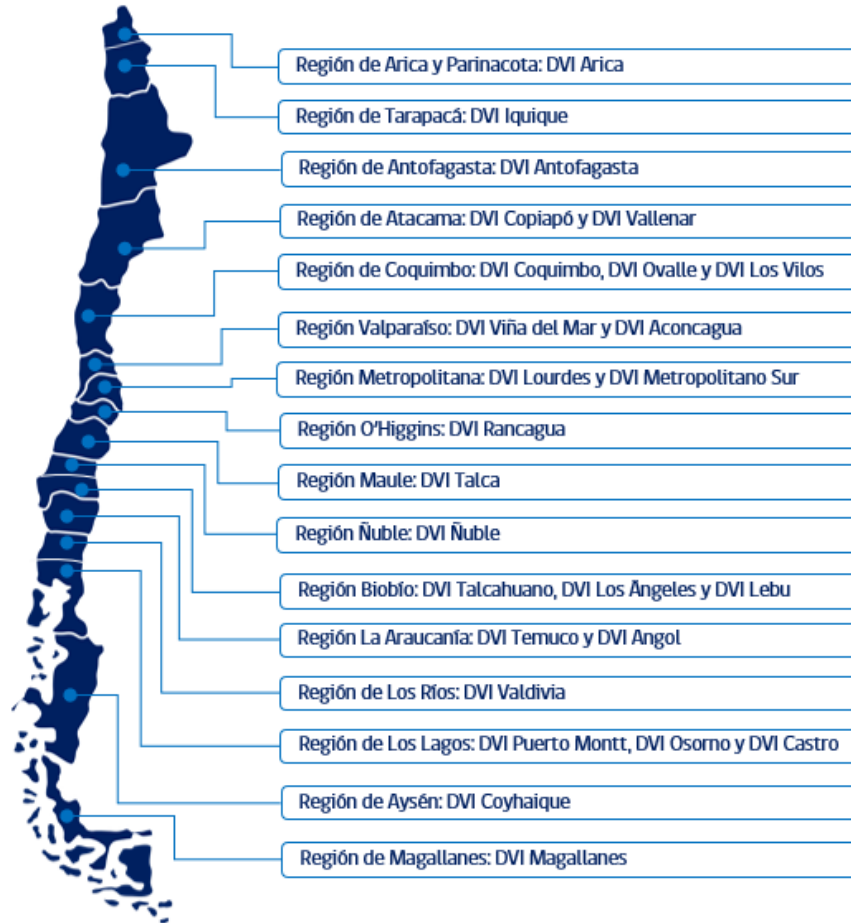 Región de Arica y Parinacota: DVI Arica
Región de Tarapacá: DVI Iquique
Región de Antofagasta: DVI Antofagasta
Región de Atacama: DVI Copiapó y DVI Vallenar
Región de Coquimbo: DVI Coquimbo, DVI Ovalle y DVI Los Vilos
Región Valparaíso: DVI Viña del Mar y DVI Aconcagua
Región Metropolitana: DVI Lourdes y DVI Metropolitano Sur
Región O'Higgins: DVI Rancagua
Región Maule: DVI Talca
Región Ñuble: DVI Ñuble
Región Biobío: DVI Talcahuano, DVI Los Ángeles y DVI Lebu
Región La Araucanía: DVI Temuco y DVI Angol
Región de Los Ríos: DVI Valdivia
Región de Los Lagos: DVI Puerto Montt, DVI Osorno y DVI Castro
Región de Aysén: DVI Coyhaique
Región de Magallanes: DVI Magallanes